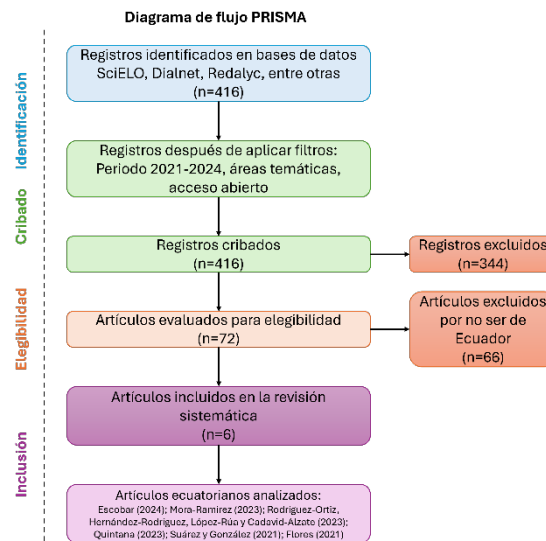 Diagrama de flujo PRISMA
Identificación
Registros identificados en bases de datos
SciELO, Dialnet, Redalyc, entre otras
(n=416)
Cribado
Registros después de aplicar filtros:
Periodo 2021-2024, áreas temáticas,
acceso abierto
Registros cribados
(n=416)
Registros excluidos
(n=344)
Elegibilidad
Artículos evaluados para elegibilidad
(n=72)
Artículos excluidos
por no ser de
Ecuador
(n=66)
Inclusión
Artículos incluidos en la revisión
sistemática
(n=6)
Artículos ecuatorianos analizados:
Escobar (2024); Mora-Ramirez (2023); Rodriguez-Ortiz,
Hernández-Rodriguez, López-Rúa y Cadavid-Alzate (2023);
Quintana (2023); Suárez y González (2021); Flores (2021)